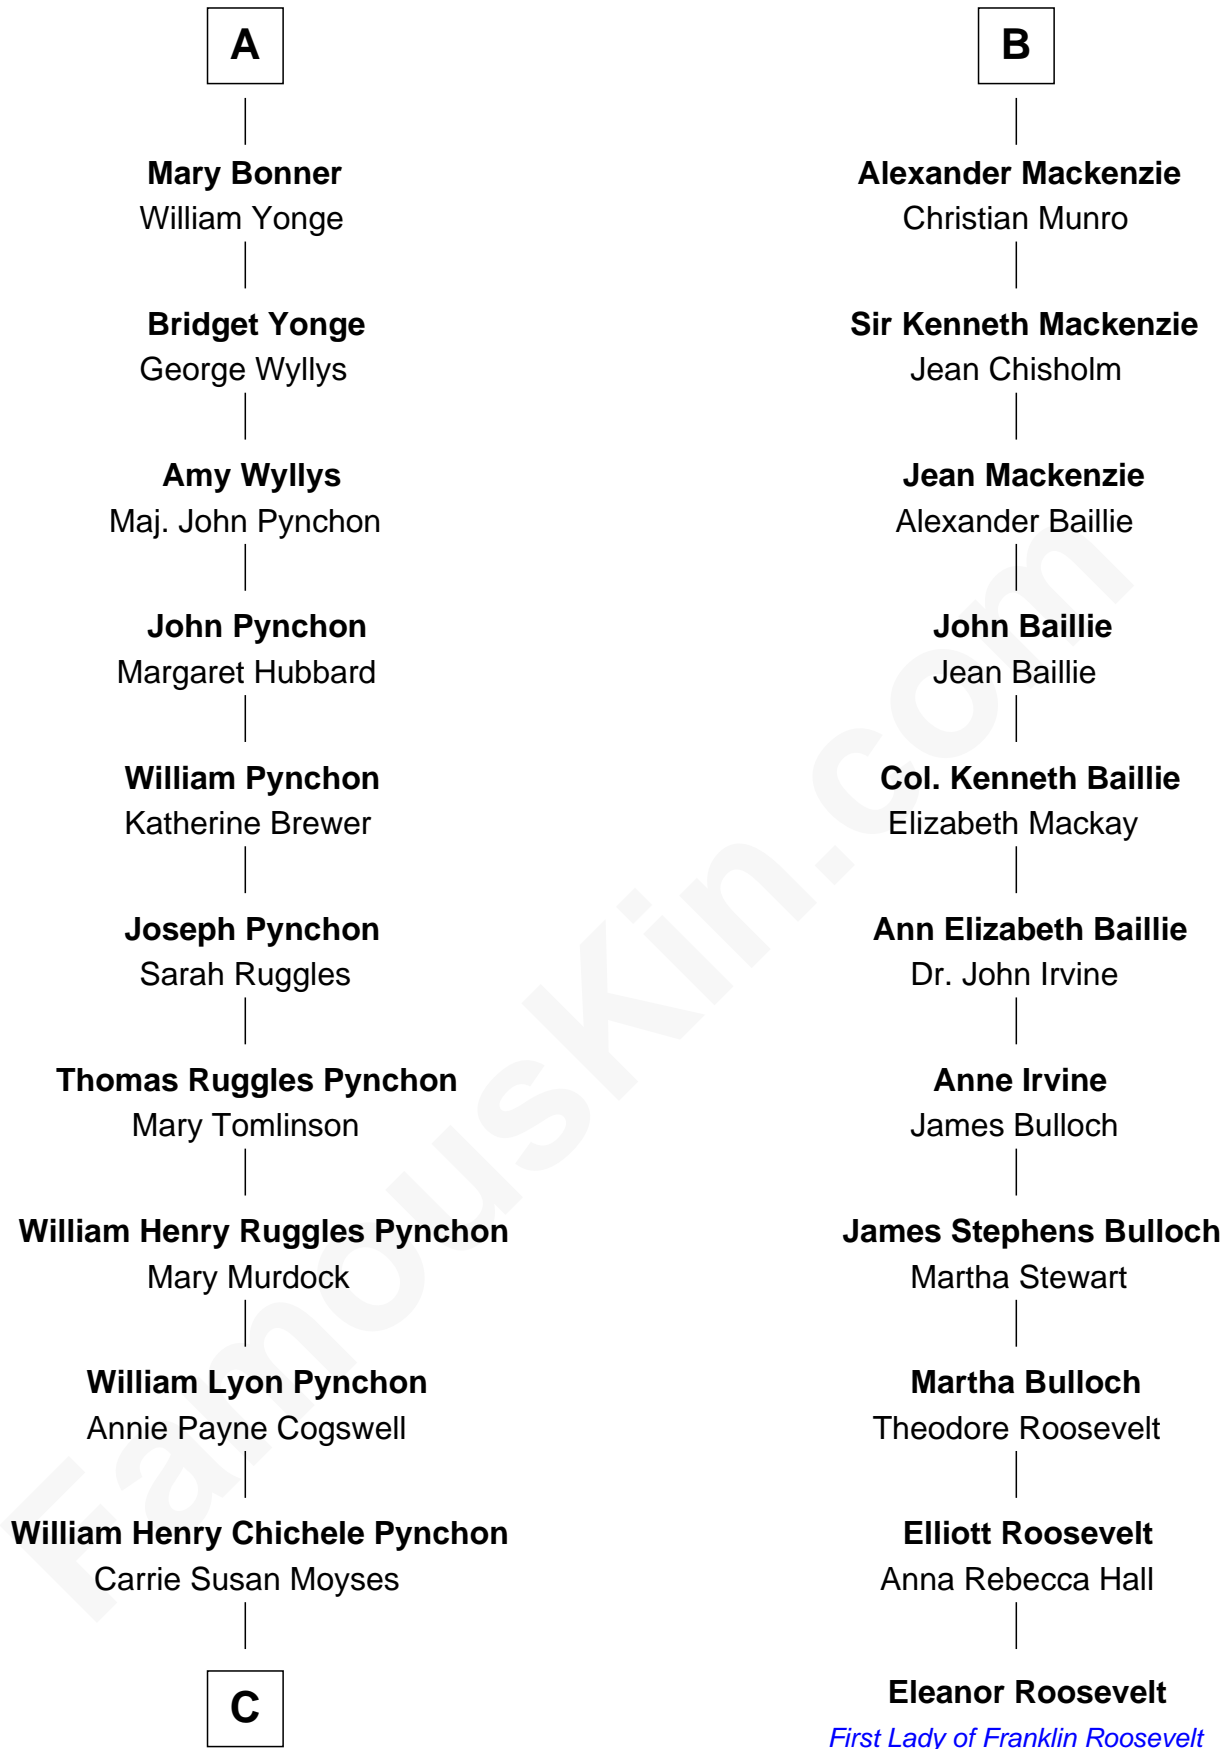 A
Mary Bonner
William Yonge
Bridget Yonge
George Wyllys
Amy Wyllys
Maj. John Pynchon
John Pynchon
Margaret Hubbard
William Pynchon
Katherine Brewer
Joseph Pynchon
Sarah Ruggles
Thomas Ruggles Pynchon
Mary Tomlinson
William Henry Ruggles Pynchon
Mary Murdock
William Lyon Pynchon
Annie Payne Cogswell
William Henry Chichele Pynchon
Carrie Susan Moyses
C
B
Alexander Mackenzie
Christian Munro
Sir Kenneth Mackenzie
Jean Chisholm
Jean Mackenzie
Alexander Baillie
John Baillie
Jean Baillie
Col. Kenneth Baillie
Elizabeth Mackay
Ann Elizabeth Baillie
Dr. John Irvine
Anne Irvine
James Bulloch
James Stephens Bulloch
Martha Stewart
Martha Bulloch
Theodore Roosevelt
Elliott Roosevelt
Anna Rebecca Hall
Eleanor Roosevelt
First Lady of Franklin Roosevelt
FamousKin.com